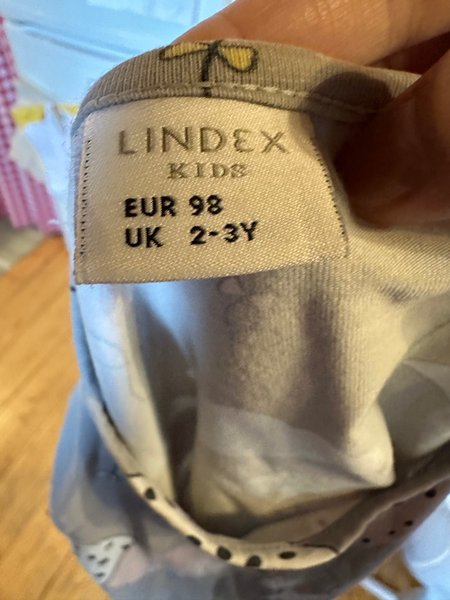 LINDEX
KIDS
EUR 98
UK 2-3Y